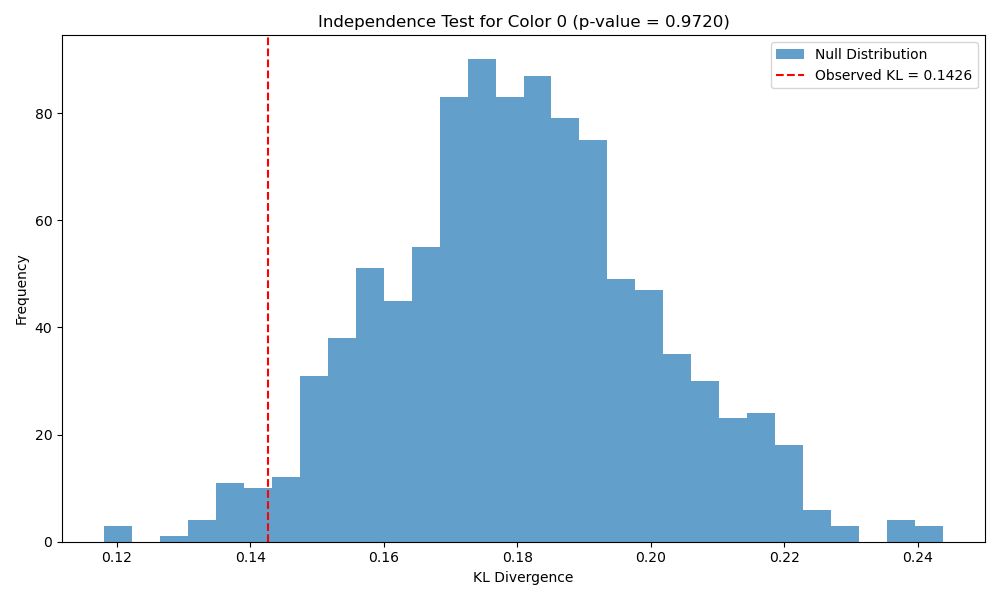 Independence Test for Color 0 (p-value = 0.9720)
Null Distribution
Observed KL = 0.1426
Frequency
80
60
40
20
0
0.12 0.14 0.16 0.18 0.20 0.22 0.24
KL Divergence